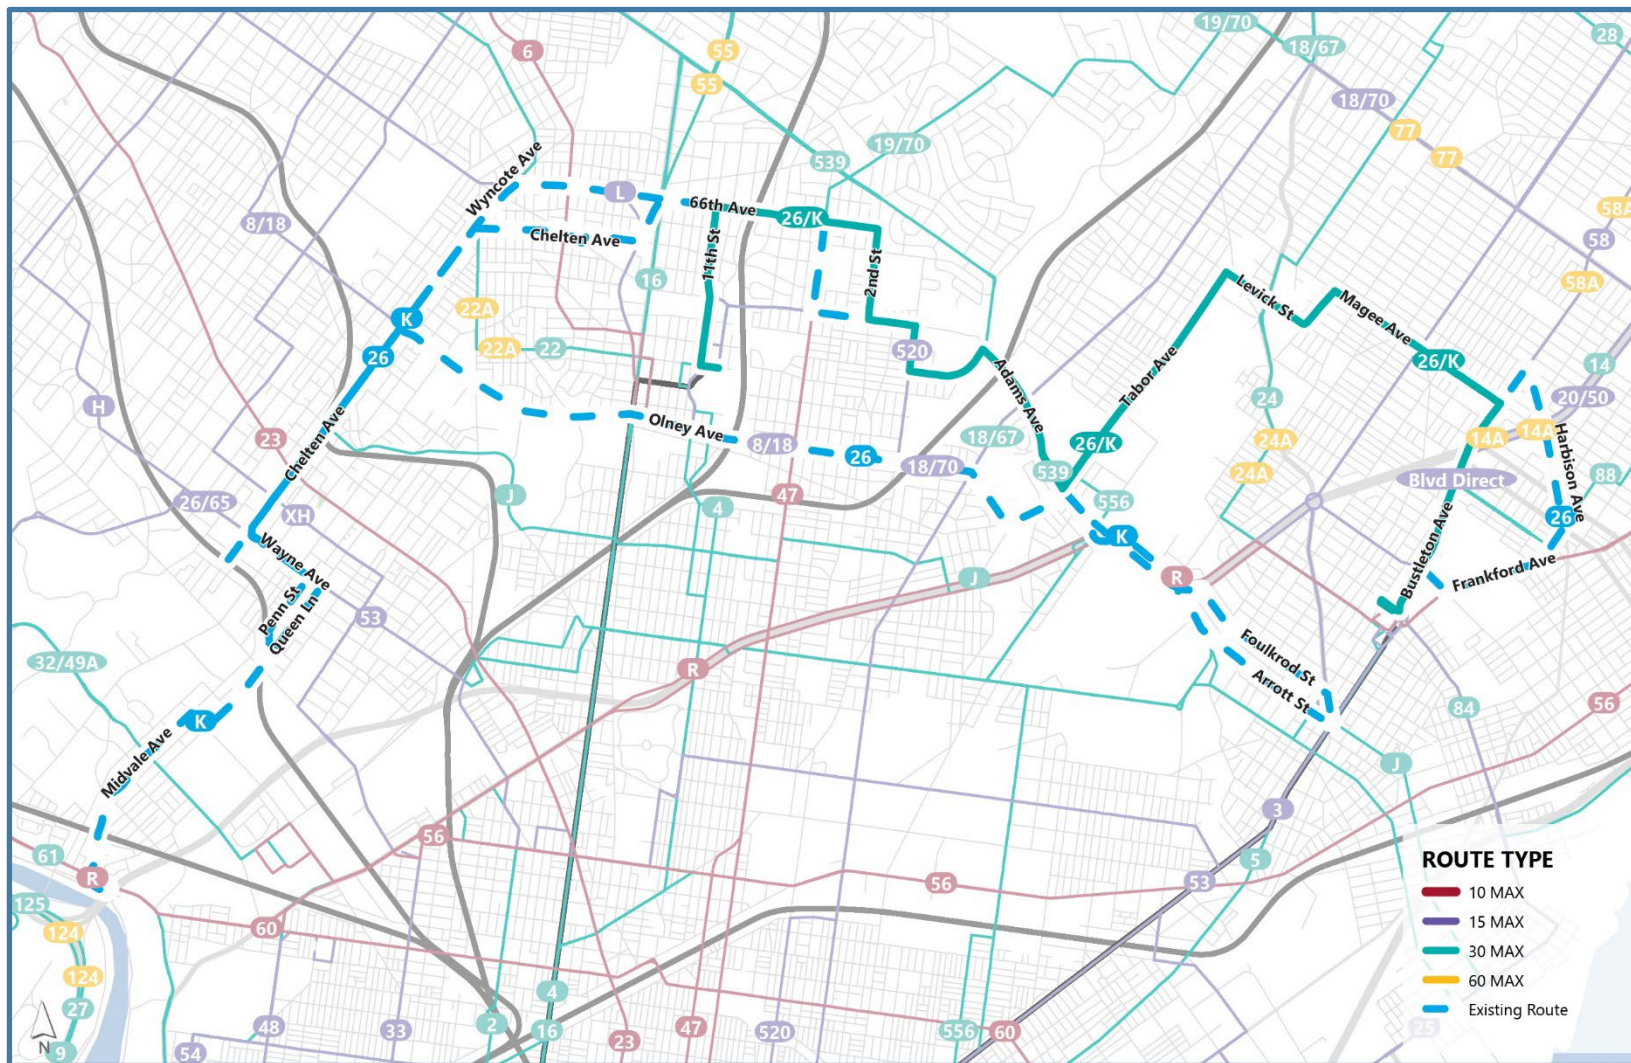 19/70
18/67
28
6
55
55
18/70
77
77
539
19/70
Wyncote Ave
L
66th Ave
26/K
58A
58
58A
8/18
Chelten Ave
11th St
2nd St
16
Levick St
Magee Ave
22A
K
26
22A
22
520
Adams Ave
Tabor Ave
26/K
14
24
20/50
H
23
Chelten Ave
Olney Ave
8/18
26
18/67
18/70
26/K
24A
24A
14A
14A
Harbison Ave
539
Blvd Direct
88
26/65
XH
J
47
4
556
K
26
Bustleton Ave
Wayne Ave
Penn St
Queen Ln
53
J
R
Frankford Ave
32/49A
R
Foulkrod St
Arrott St
K
Midvale Ave
84
56
J
3
56
5
61
R
56
53
125
124
60
124
27
N
9
54
48
33
2
4
16
23
47
520
556
60
25
ROUTE TYPE
10 MAX
15 MAX
30 MAX
60 MAX
Existing Route